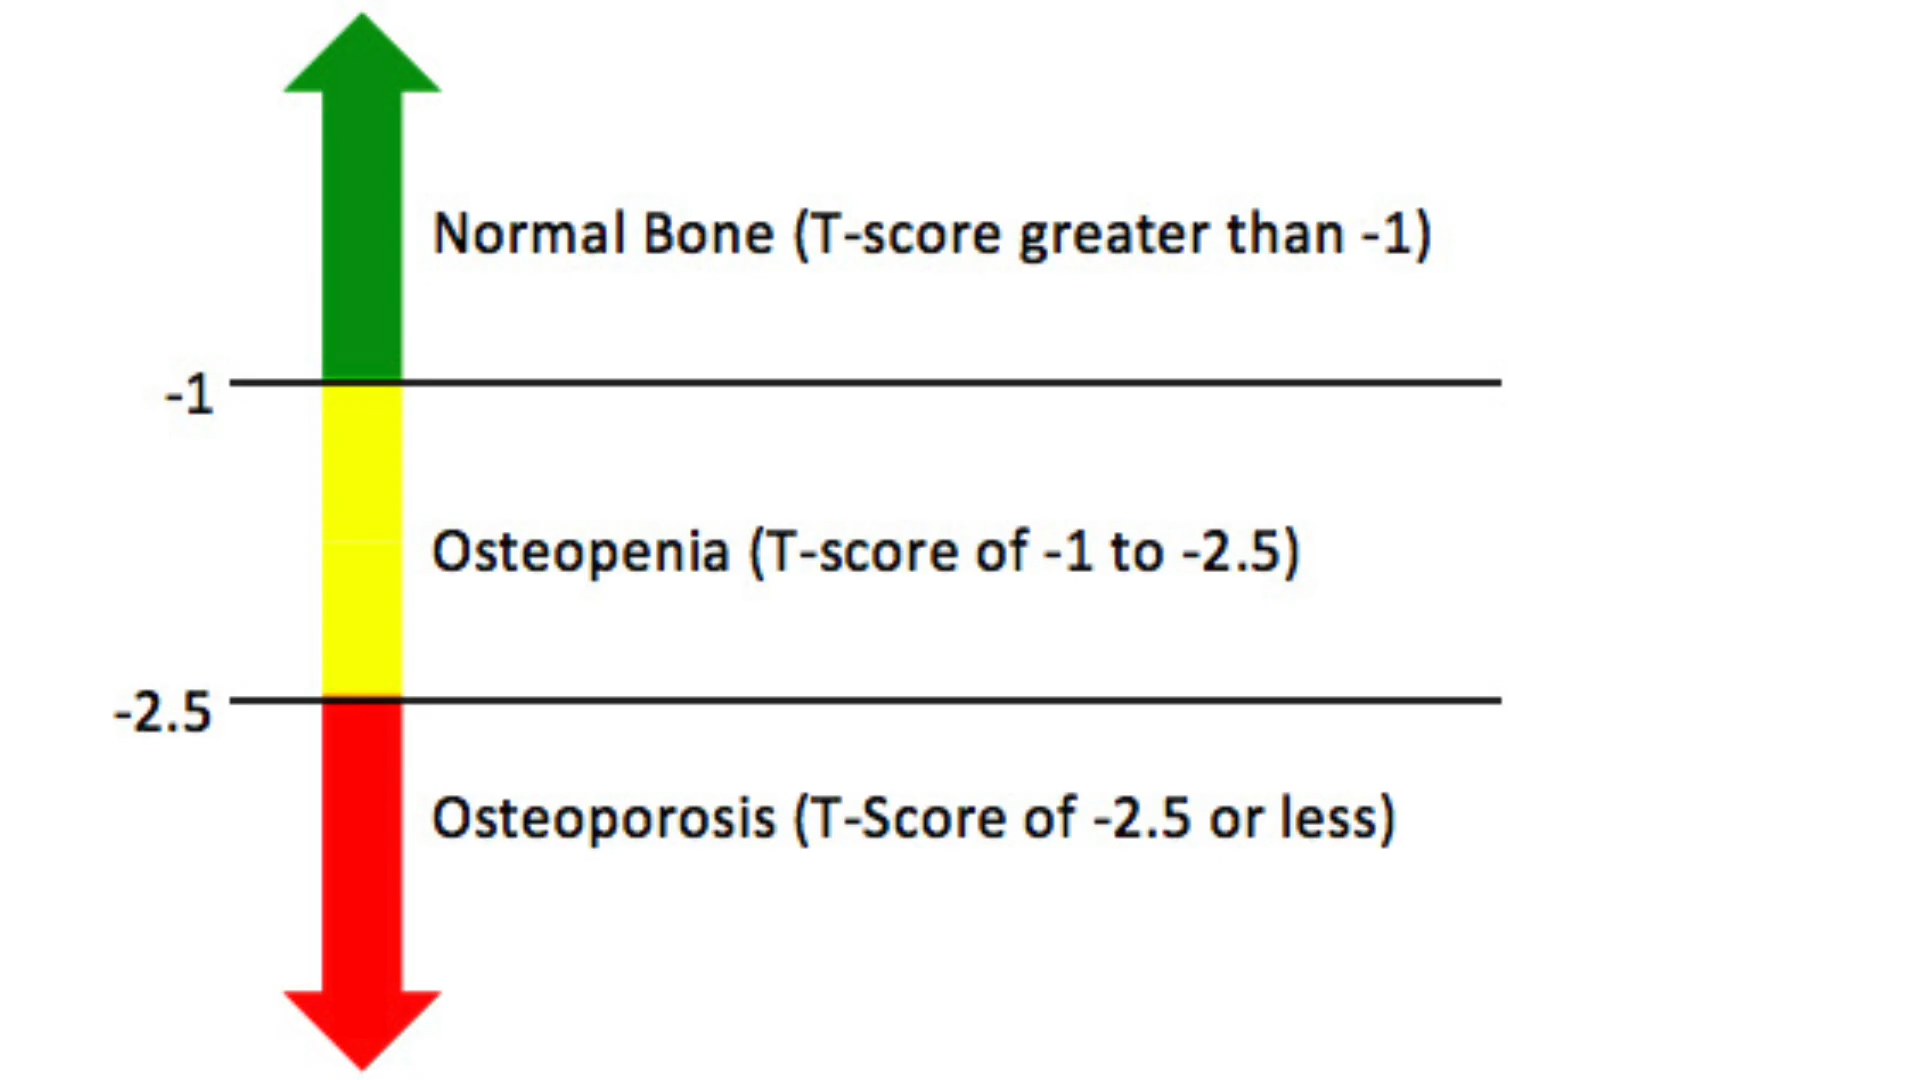 Normal Bone (T-score greater than -1)
-1
Osteopenia (T-score of -1 to -2.5)
-2.5
Osteoporosis (T-Score of -2.5 or less)